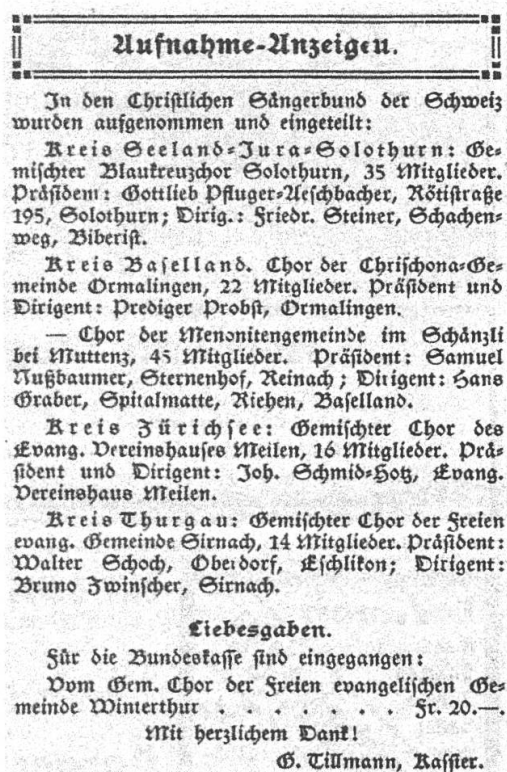 Aufnahme-Anzeigen.
In den Christlichen Sängerbund der Schweiz
wurden aufgenommen und eingeteilt:
Kreis Seeland-Jura-Solothurn: Ge-
mischter Blaukreuzchor Solothurn, 35 Mitglieder.
Präsident: Gottlieb Pfluger-Aeschbacher, Rötistraße
195, Solothurn; Dirig.: Friedr. Steiner, Schachen-
weg, Biberist.
Kreis Baselland. Chor der Chrischona-Ge-
meinde Ormalingen, 22 Mitglieder. Präsident und
Dirigent: Prediger Probst, Ormalingen.
— Chor der Menonitengemeinde im Schänzli
bei Muttenz, 45 Mitglieder. Präsident: Samuel
Nußbaumer, Sternenhof, Reinach; Dirigent: Hans
Graber, Spitalmatte, Riehen, Baselland.
Kreis Zürichsee: Gemischter Chor des
Evang. Vereinshauses Meilen, 16 Mitglieder. Prä-
sident und Dirigent: Joh. Schmid-Hotz, Evang.
Vereinshaus Meilen.
Kreis Thurgau: Gemischter Chor der Freien
evang. Gemeinde Sirnach, 14 Mitglieder. Präsident:
Walter Schoch, Oberdorf, Eschlikon; Dirigent:
Bruno Zwinscher, Sirnach.
Liebesgaben.
Für die Bundeskasse sind eingegangen:
Vom Gem. Chor der Freien evangelischen Ge-
meinde Winterthur . . . . . . . Fr. 20.—.
Mit herzlichem Dank!
G. Tillmann, Kassier.